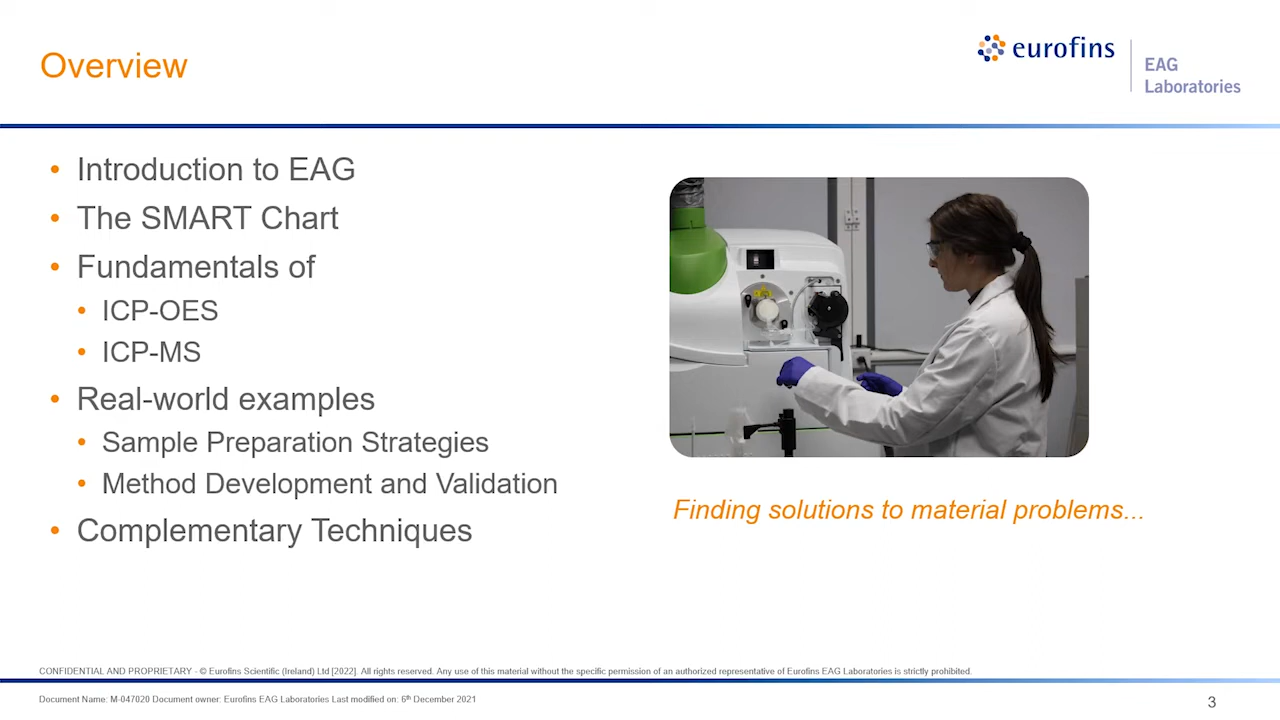 Overview
eurofins
EAG
Laboratories
• Introduction to EAG
• The SMART Chart
• Fundamentals of
• ICP-OES
• ICP-MS
• Real-world examples
• Sample Preparation Strategies
• Method Development and Validation
• Complementary Techniques
Finding solutions to material problems...
CONFIDENTIAL AND PROPRIETARY - © Eurofins Scientific (Ireland) Ltd [2022]. All rights reserved. Any use of this material without the specific permission of an authorized representative of Eurofins EAG Laboratories is strictly prohibited.
Document Name: M-047020 Document owner: Eurofins EAG Laboratories Last modified on: 6th December 2021
3